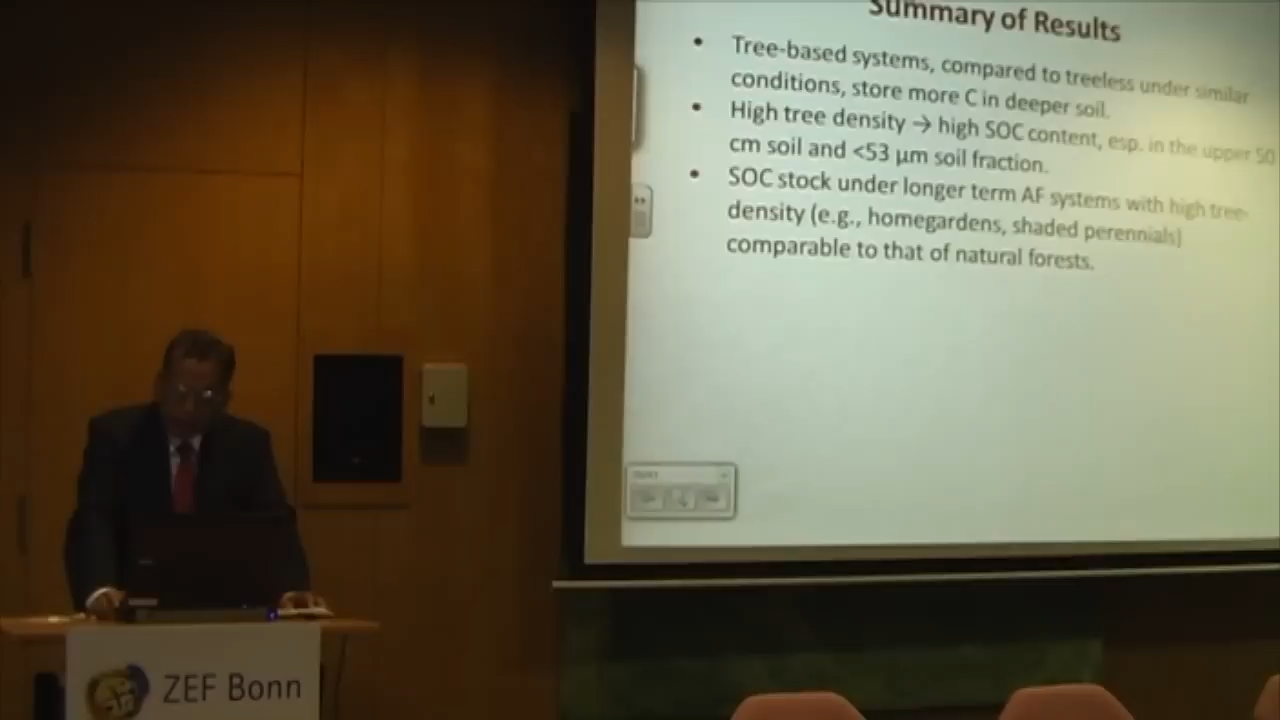 Summary of Results
• Tree-based systems, compared to treeless under similar
conditions, store more C in deeper soil.
• High tree density → high SOC content, esp. in the upper 50
cm soil and <53 µm soil fraction.
• SOC stock under longer term AF systems with high tree-
density (e.g., homegardens, shaded perennials)
comparable to that of natural forests.
ZEF Bonn